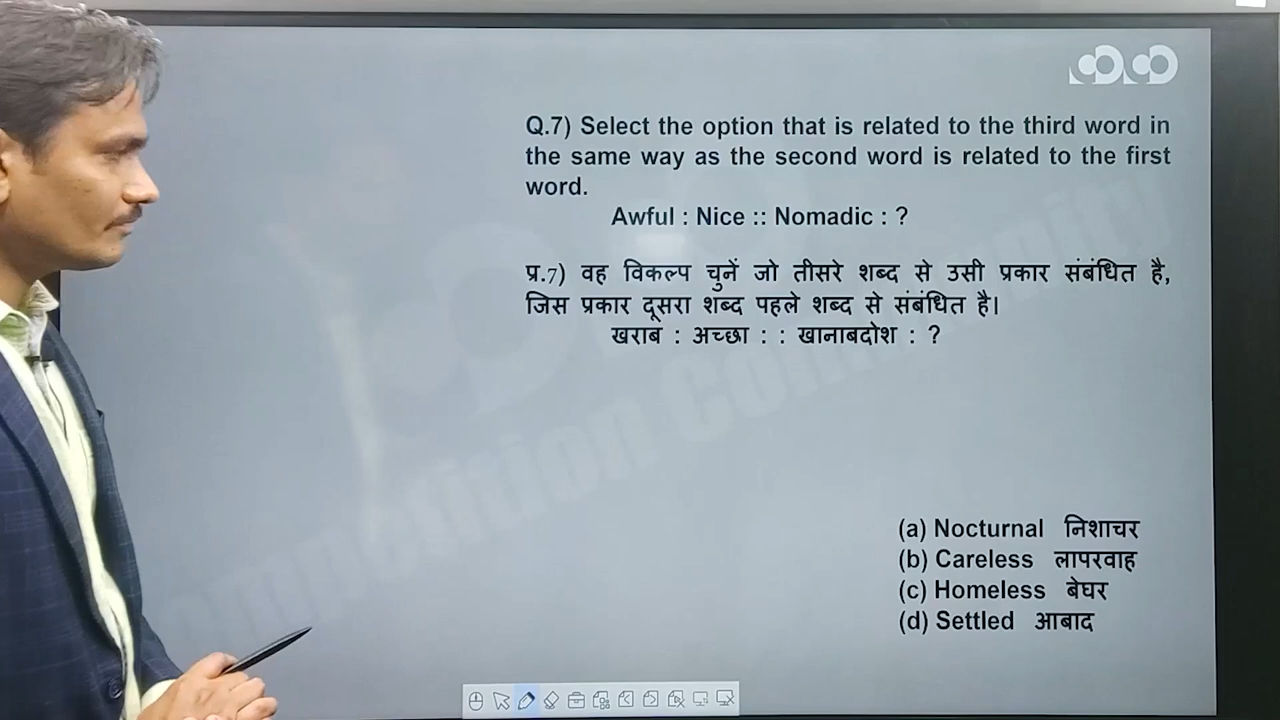 Q.7) Select the option that is related to the third word in
the same way as the second word is related to the first
word.
Awful : Nice :: Nomadic : ?
प्र.7) वह विकल्प चुनें जो तीसरे शब्द से उसी प्रकार संबंधित है,
जिस प्रकार दूसरा शब्द पहले शब्द से संबंधित है।
खराब : अच्छा : : खानाबदोश : ?
(a) Nocturnal निशाचर
(b) Careless लापरवाह
(c) Homeless बेघर
(d) Settled आबाद
Competition Community